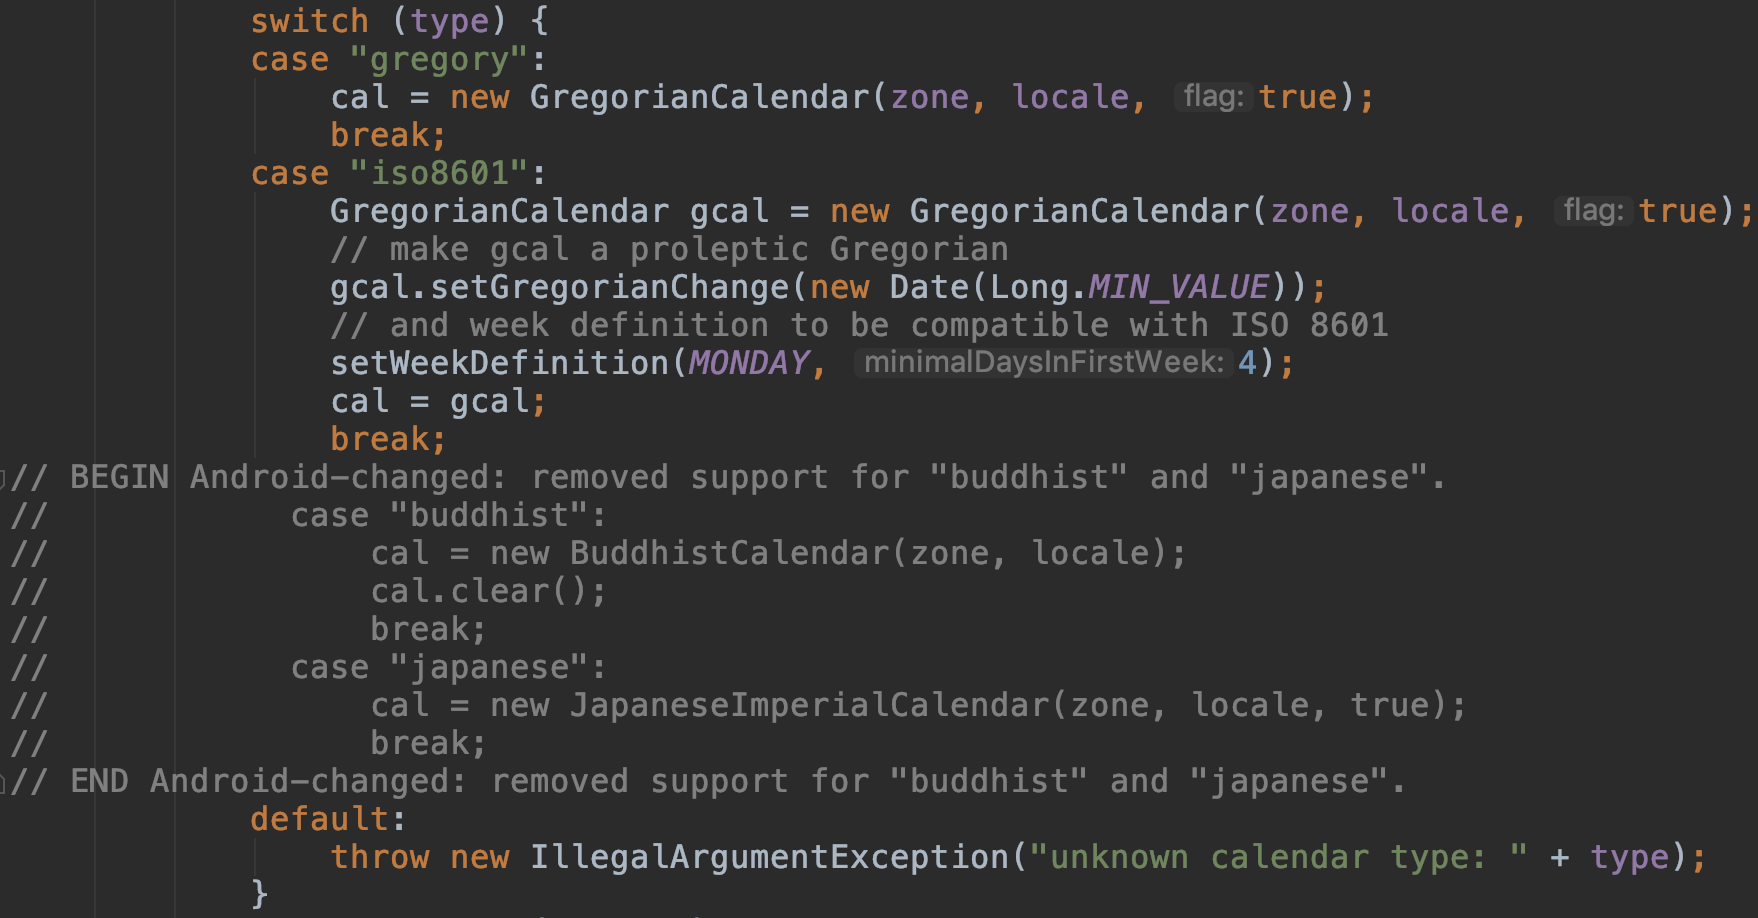 switch (type) {
case "gregory":
cal = new GregorianCalendar(zone, locale, flag: true);
break;
case "iso8601":
GregorianCalendar gcal = new GregorianCalendar(zone, locale, flag: true);
// make gcal a proleptic Gregorian
gcal.setGregorianChange(new Date(Long.MIN_VALUE));
// and week definition to be compatible with ISO 8601
setWeekDefinition(MONDAY, minimalDaysInFirstWeek: 4);
cal = gcal;
break;
// BEGIN Android-changed: removed support for "buddhist" and "japanese".
// case "buddhist":
// cal = new BuddhistCalendar(zone, locale);
// cal.clear();
// break;
// case "japanese":
// cal = new JapaneseImperialCalendar(zone, locale, true);
// break;
// END Android-changed: removed support for "buddhist" and "japanese".
default:
throw new IllegalArgumentException("unknown calendar type: " + type);
}